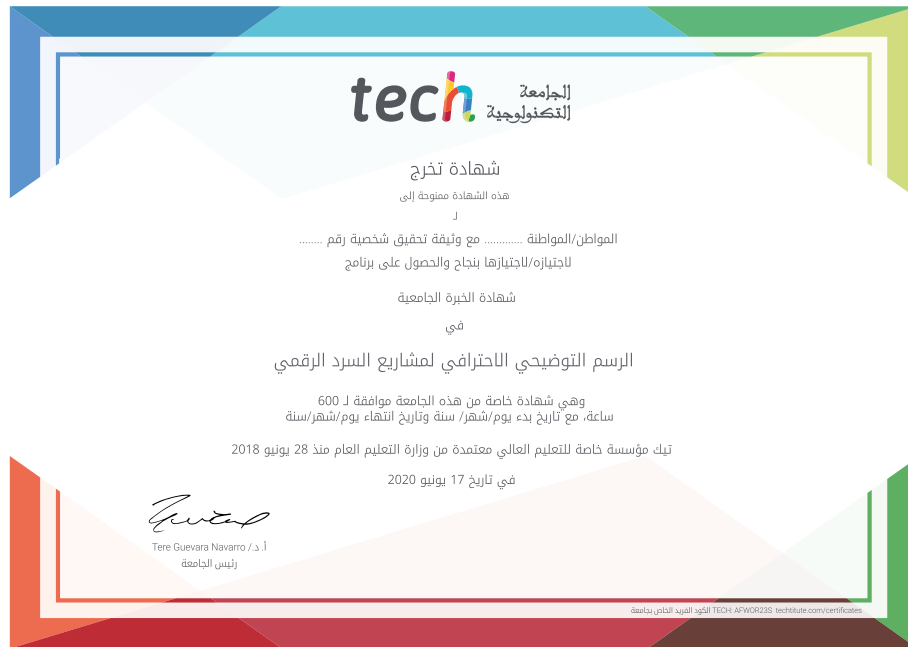 tech الجامعة
التكنولوجية
شهادة تخرج
هذه الشهادة ممنوحة إلى
لـ
المواطن/المواطنة ............. مع وثيقة تحقيق شخصية رقم ........
لاجتيازه/لاجتيازها بنجاح والحصول على برنامج
شهادة الخبرة الجامعية
في
الرسم التوضيحي الاحترافي لمشاريع السرد الرقمي
وهي شهادة خاصة من هذه الجامعة موافقة لـ 600
ساعة، مع تاريخ بدء يوم/شهر/ سنة وتاريخ انتهاء يوم/شهر/سنة
تيك مؤسسة خاصة للتعليم العالي معتمدة من وزارة التعليم العام منذ 28 يونيو 2018
في تاريخ 17 يونيو 2020
أ.د./ Tere Guevara Navarro
رئيس الجامعة
الكود الفريد الخاص بجامعة TECH: AFWOR23S techtitute.com/certificates